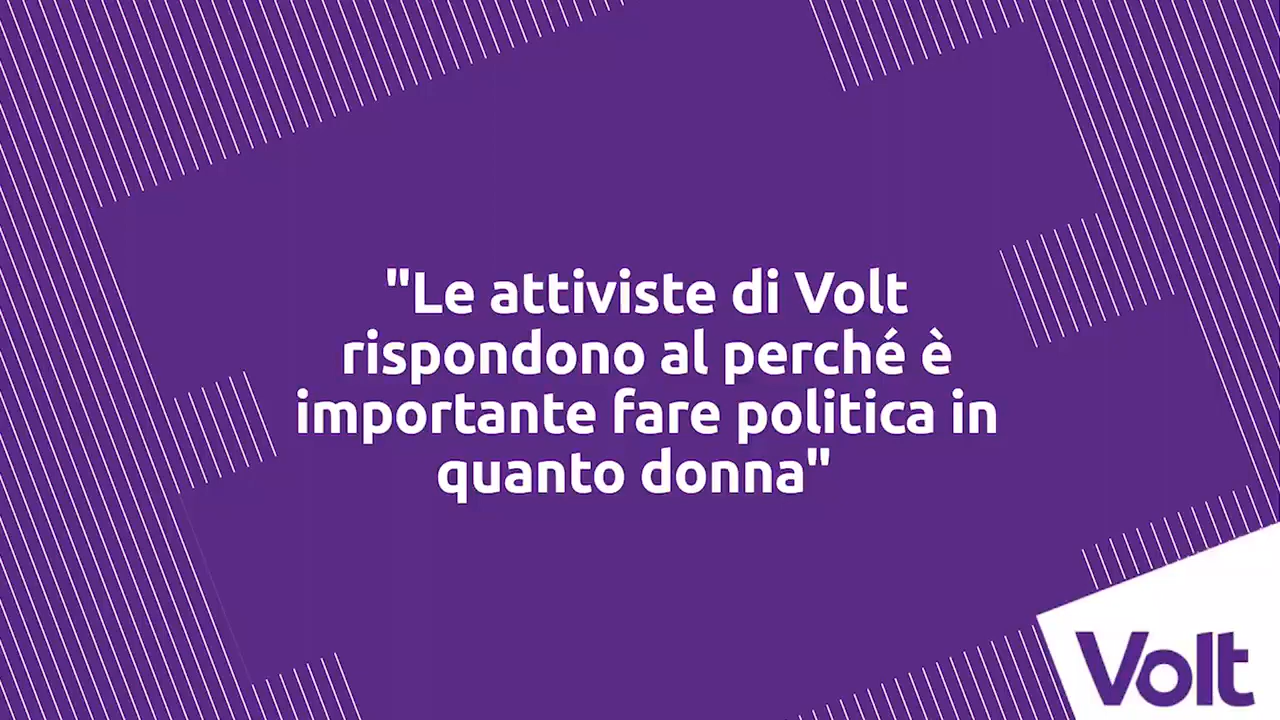 "Le attiviste di Volt
rispondono al perché è
importante fare politica in
quanto donna"
Volt